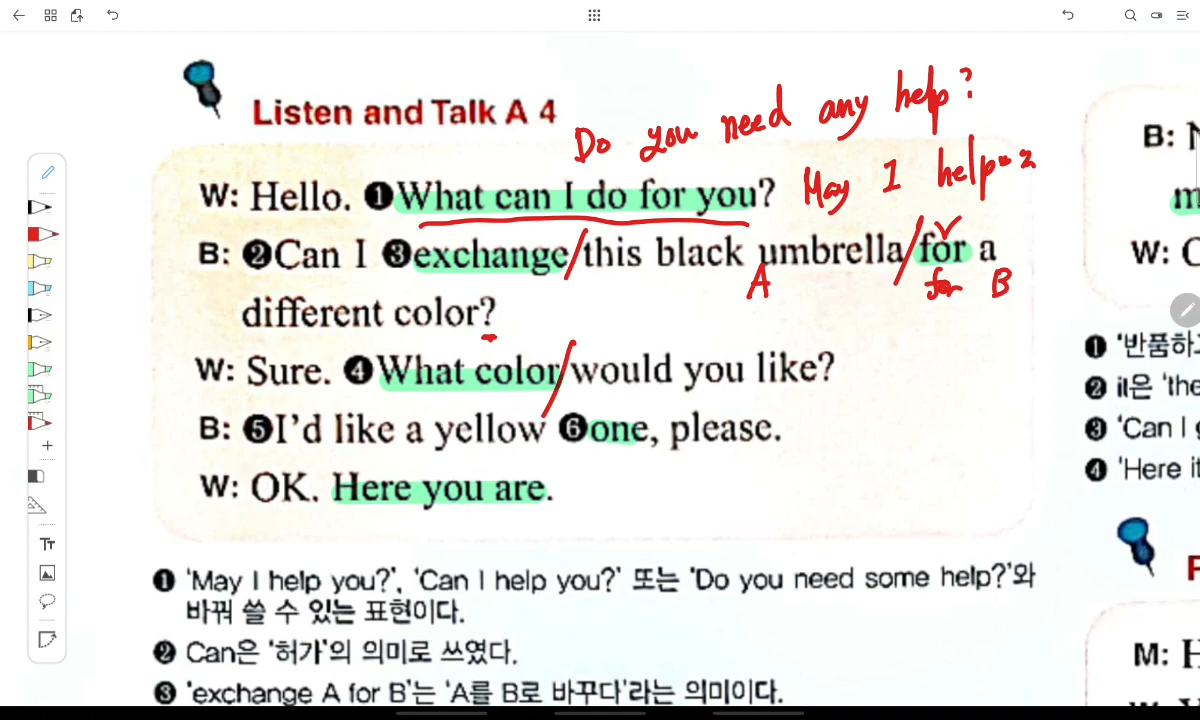 Listen and Talk A 4
Do you need any help?
W: Hello. ❶What can I do for you?
May I help
B: ❷Can I ❸exchange/this black umbrella/for a
A for B
different color?
W: Sure. ❹What color/would you like?
B: ❺I'd like a yellow ❻one, please.
W: OK. Here you are.
❶ 'May I help you?', 'Can I help you?' 또는 'Do you need some help?'와
바꿔 쓸 수 있는 표현이다.
❷ Can은 '허가'의 의미로 쓰였다.
❸ 'exchange A for B'는 'A를 B로 바꾸다'라는 의미이다.
B:
m
W:
❶ '반품하
❷ it은 'the
❸ 'Can I
❹ 'Here it
M: H
Tт